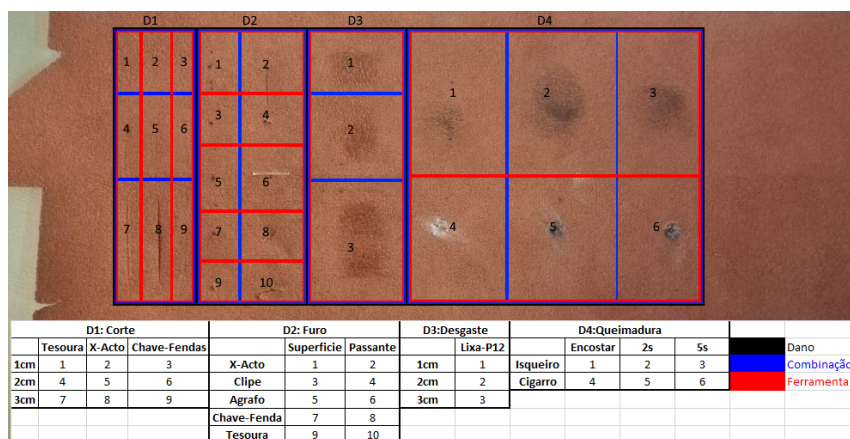 D1 D2 D3 D4
1 2 3 1 2 1 1 2 3
4 5 6 3 4 2
5 6
7 8 9 7 8 3 4 5 6
9 10
D1: Corte D2: Furo D3:Desgaste D4:Queimadura
Tesoura X-Acto Chave-Fendas Superficie Passante Lixa-P12 Encostar 2s 5s Dano
1cm 1 2 3 X-Acto 1 2 1cm 1 Isqueiro 1 2 3 Combinação
2cm 4 5 6 Clipe 3 4 2cm 2 Cigarro 4 5 6 Ferramenta
3cm 7 8 9 Agrafo 5 6 3cm 3
Chave-Fenda 7 8
Tesoura 9 10